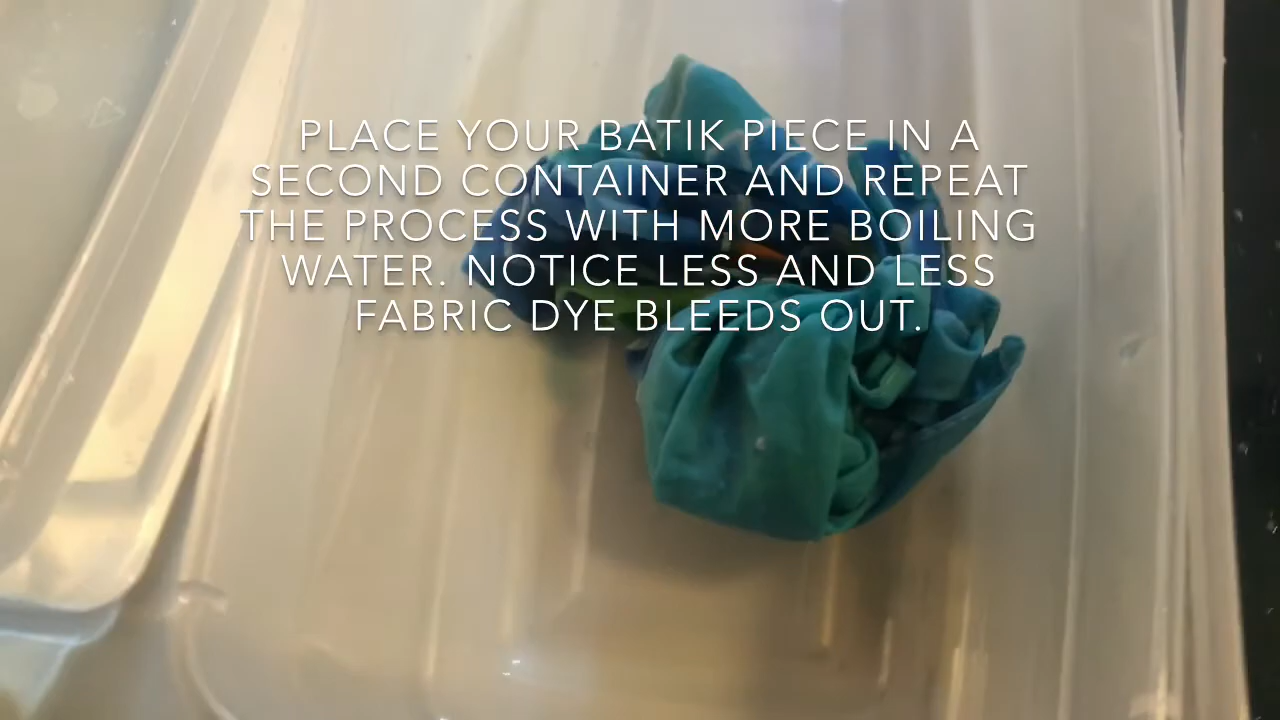 PLACE YOUR BATIK PIECE IN A
SECOND CONTAINER AND REPEAT
THE PROCESS WITH MORE BOILING
WATER. NOTICE LESS AND LESS
FABRIC DYE BLEEDS OUT.